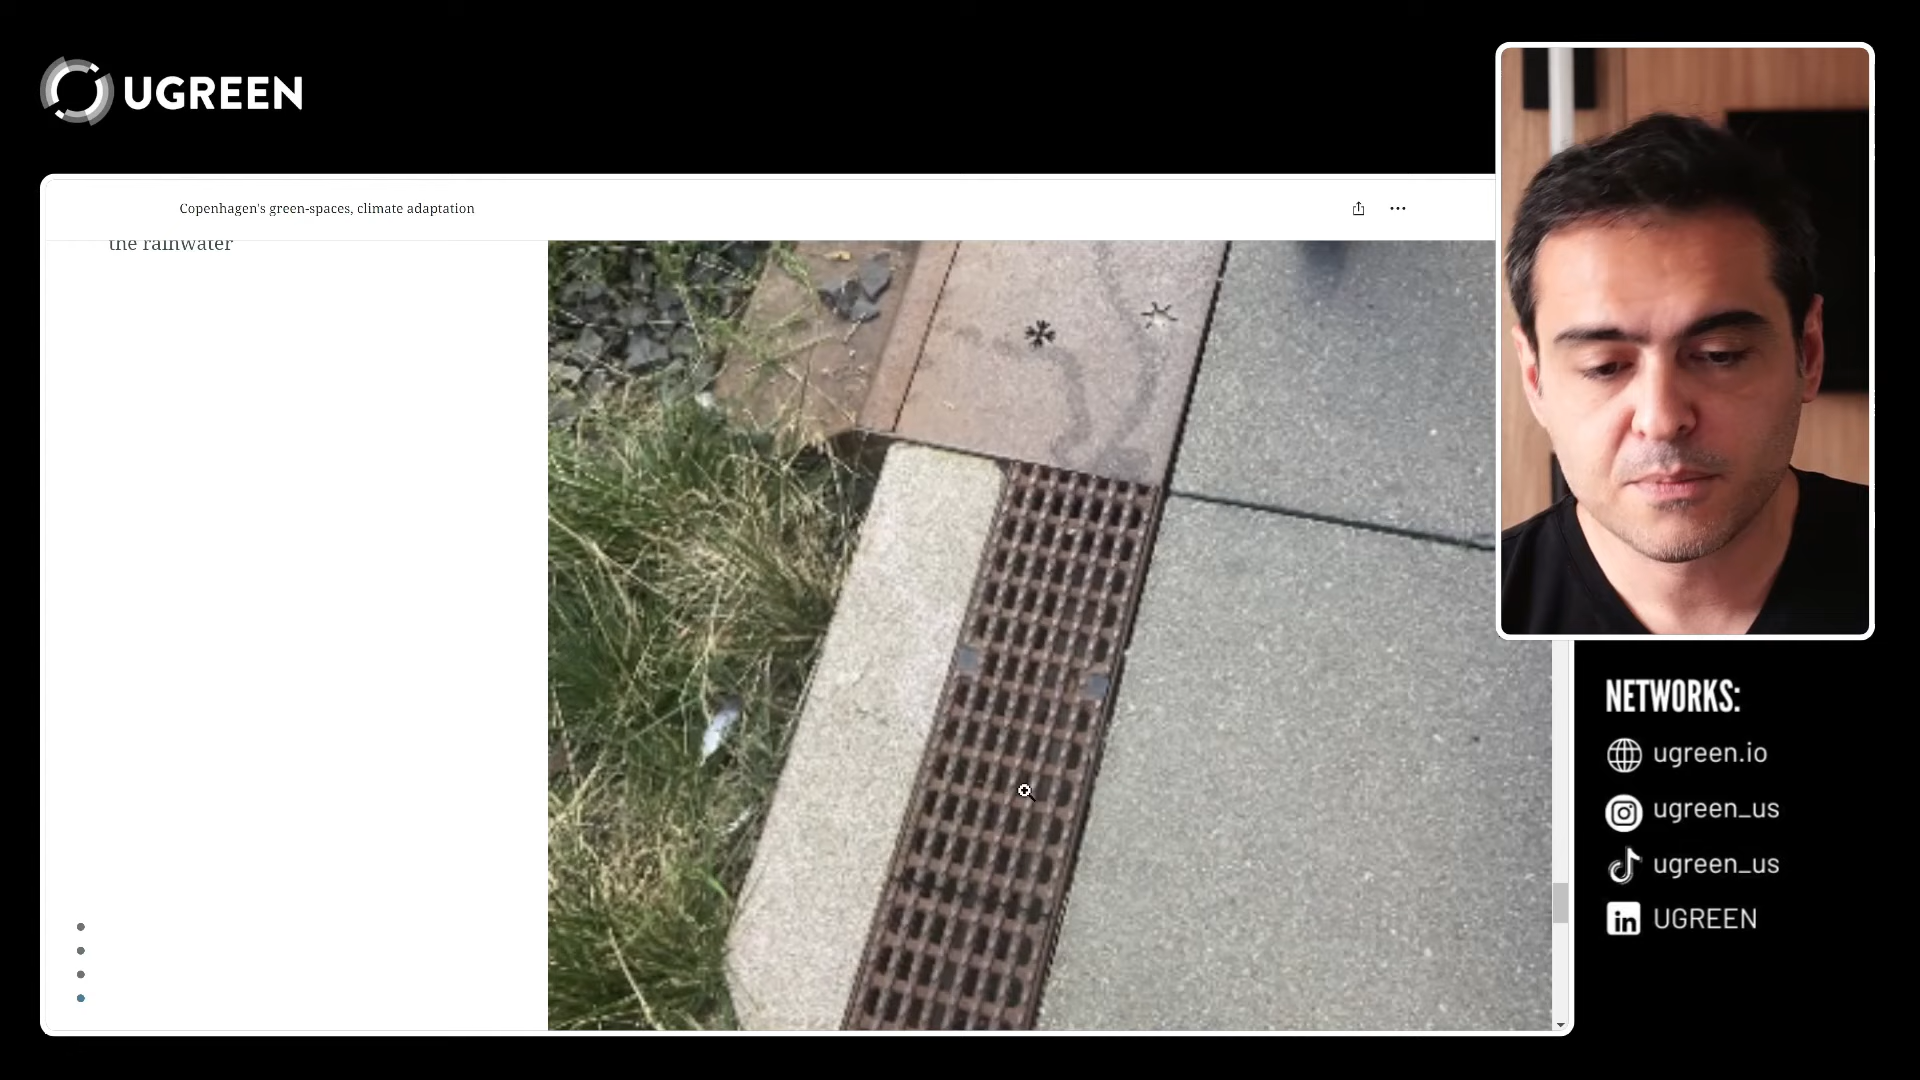 UGREEN
Copenhagen's green-spaces, climate adaptation
the rainwater
NETWORKS:
ugreen.io
ugreen_us
ugreen_us
UGREEN